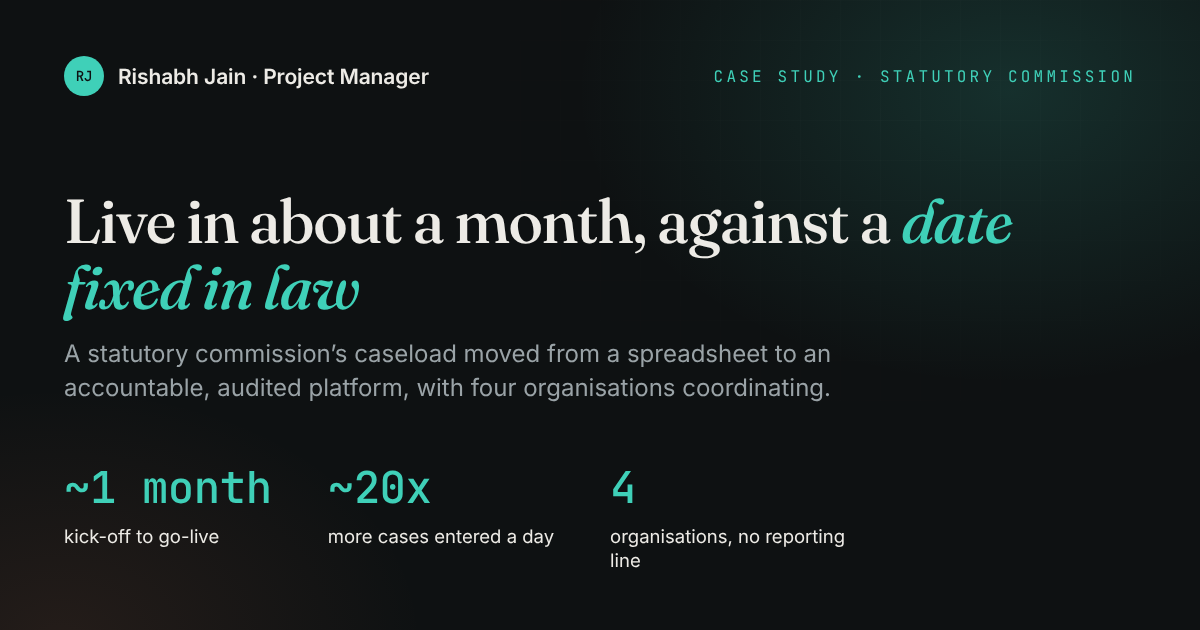 RJ
Rishabh Jain · Project Manager
CASE STUDY · STATUTORY COMMISSION
Live in about a month, against a date
fixed in law
A statutory commission’s caseload moved from a spreadsheet to an
accountable, audited platform, with four organisations coordinating.
~1 month
kick-off to go-live
~20x
more cases entered a day
4
organisations, no reporting
line